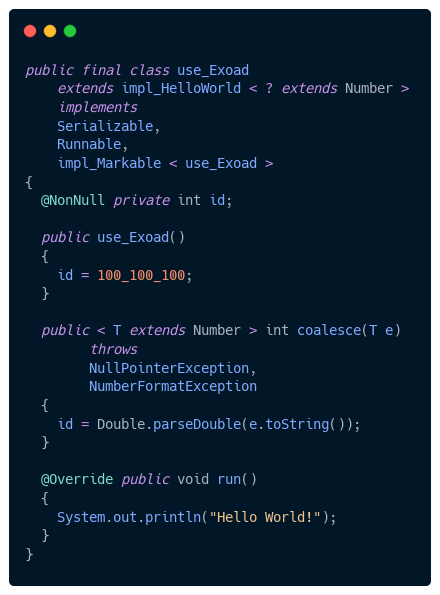 public final class use_Exoad
    extends impl_HelloWorld < ? extends Number >
    implements
    Serializable,
    Runnable,
    impl_Markable < use_Exoad >
{
  @NonNull private int id;

  public use_Exoad()
  {
    id = 100_100_100;
  }

  public < T extends Number > int coalesce(T e)
        throws
        NullPointerException,
        NumberFormatException
  {
    id = Double.parseDouble(e.toString());
  }

  @Override public void run()
  {
    System.out.println("Hello World!");
  }
}